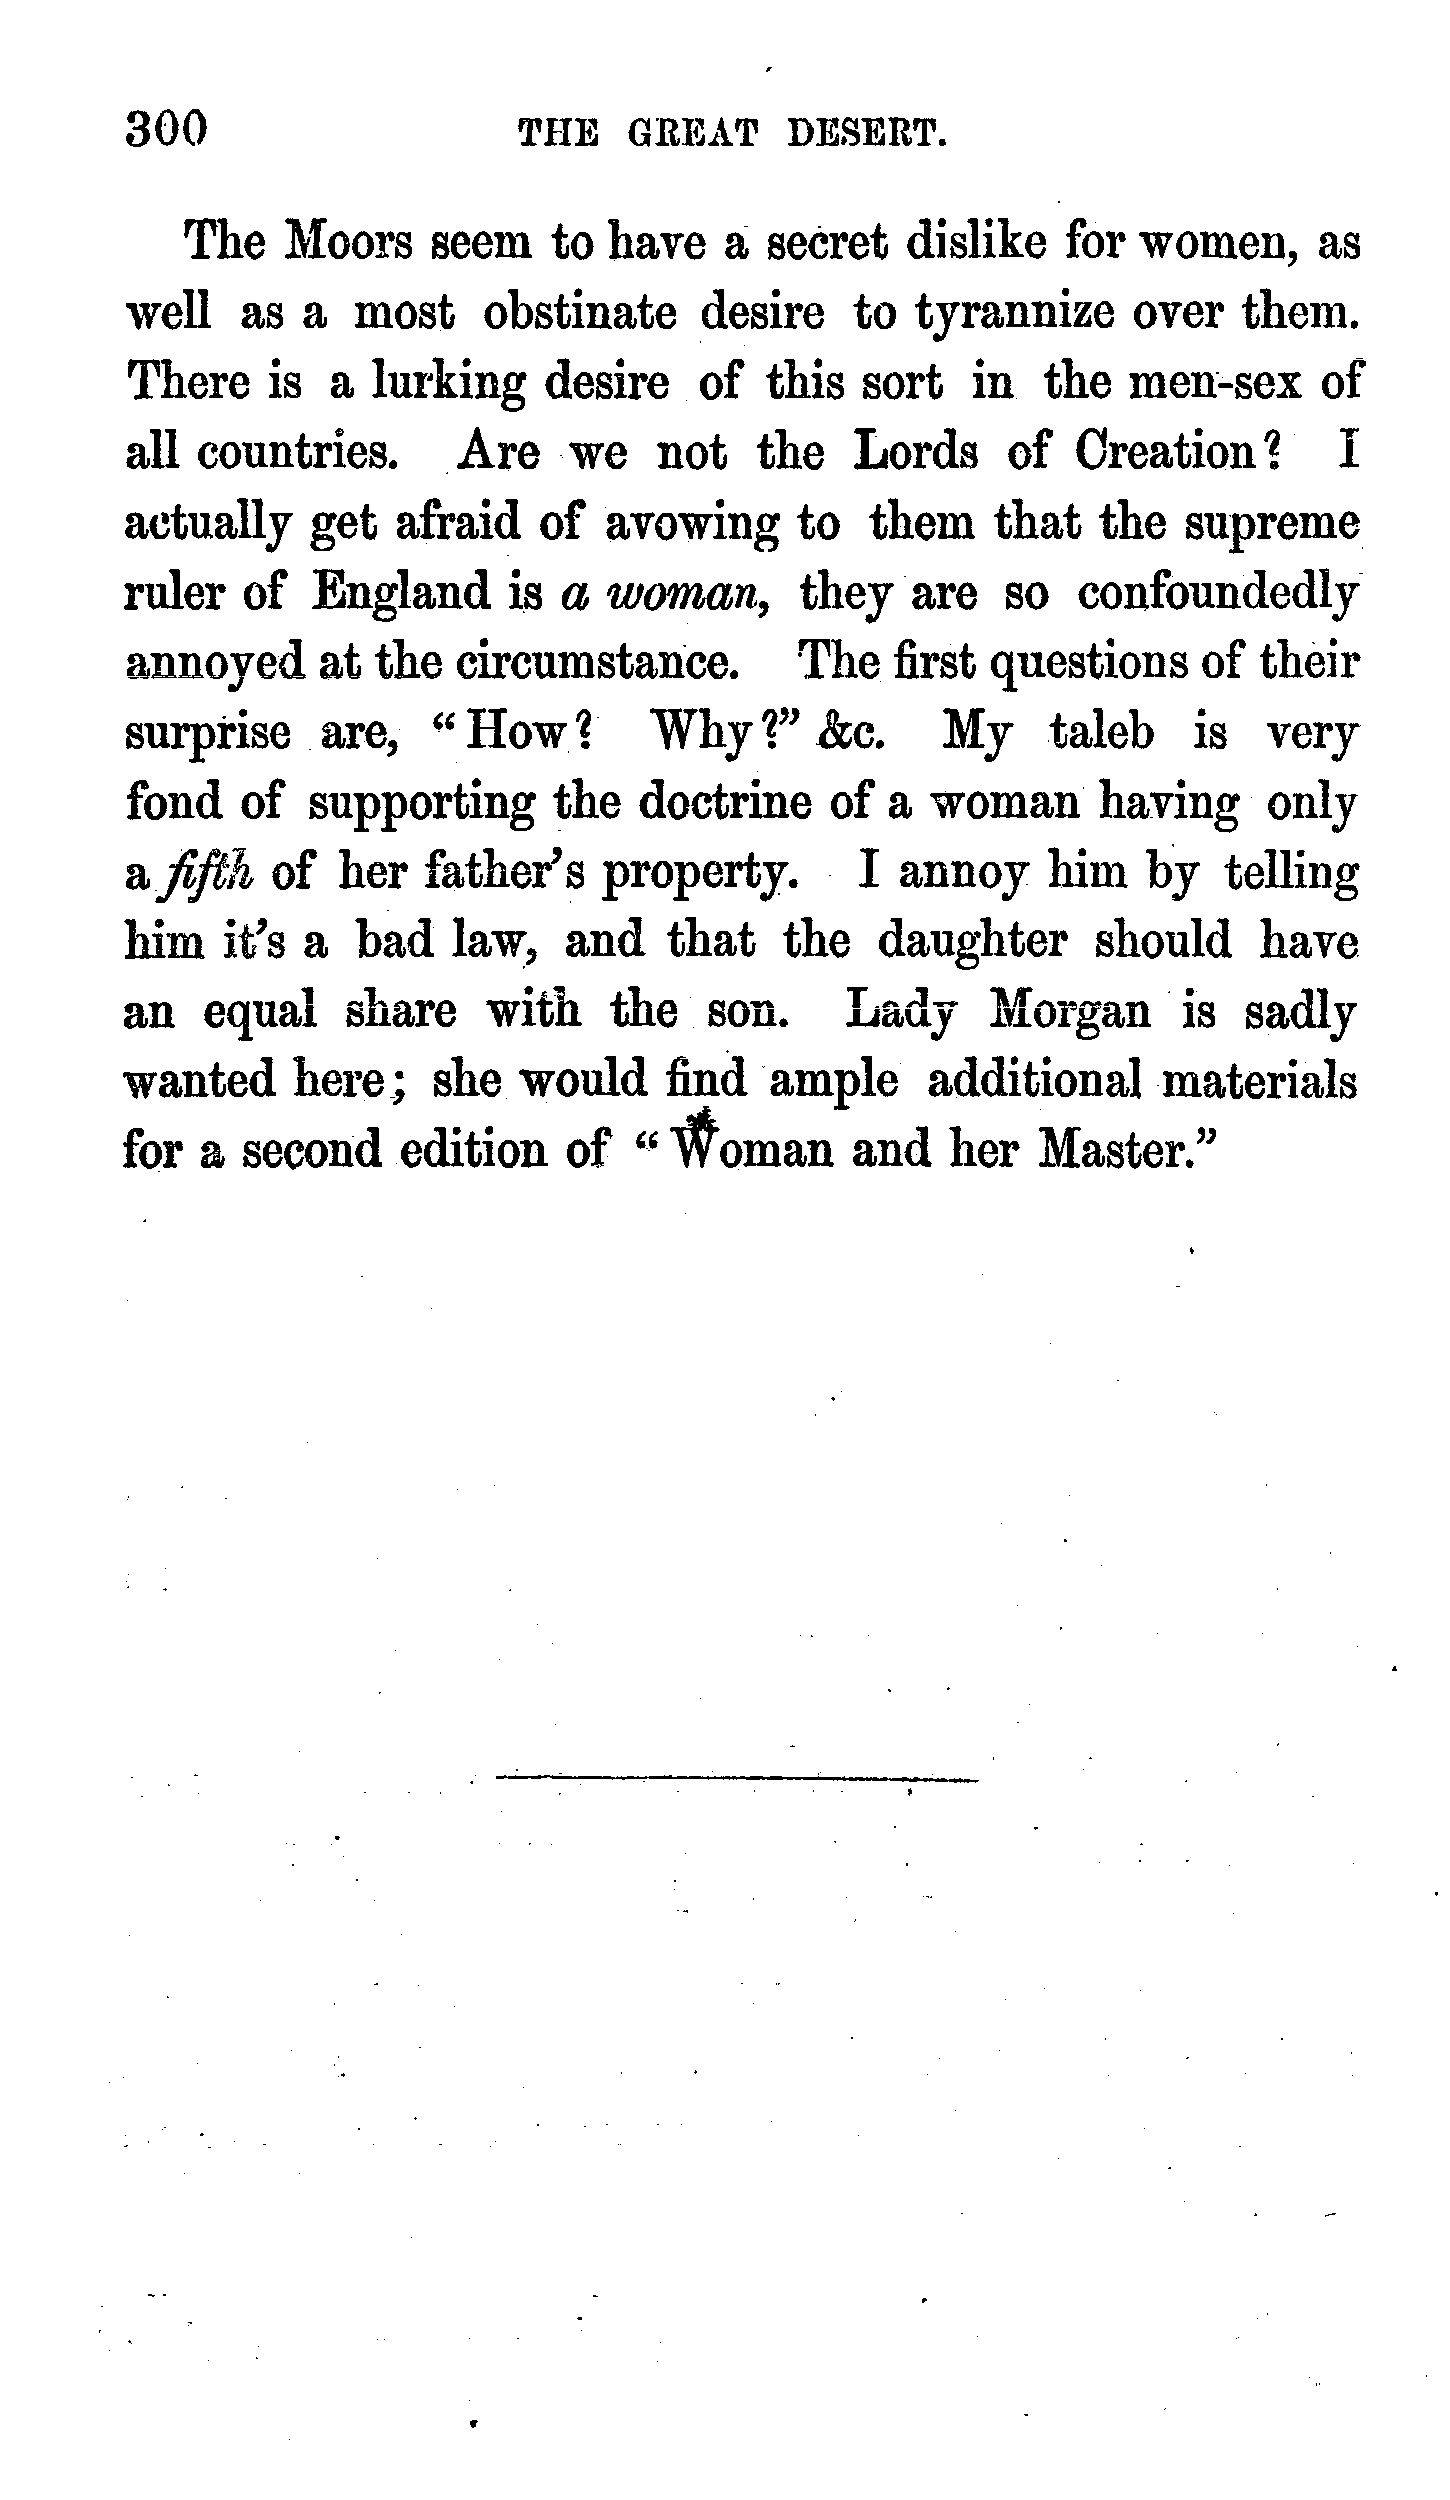 300 THE GREAT DESERT.
The Moors seem to have a secret dislike for women, as
well as a most obstinate desire to tyrannize over them.
There is a lurking desire of this sort in the men-sex of
all countries. Are we not the Lords of Creation? I
actually get afraid of avowing to them that the supreme
ruler of England is a woman, they are so confoundedly
annoyed at the circumstance. The first questions of their
surprise are, “How? Why?” &c. My taleb is very
fond of supporting the doctrine of a woman having only
a fifth of her father’s property. I annoy him by telling
him it’s a bad law, and that the daughter should have
an equal share with the son. Lady Morgan is sadly
wanted here; she would find ample additional materials
for a second edition of “Woman and her Master.”